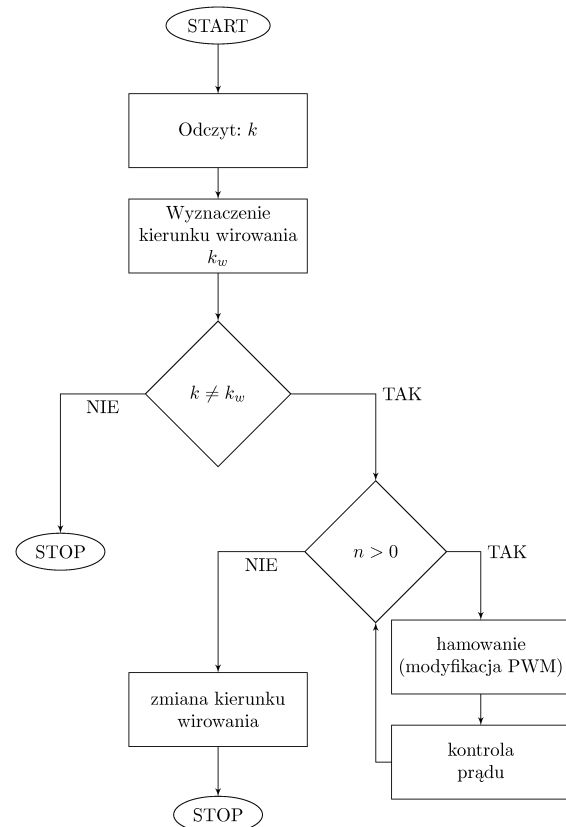 START
Odczyt: k
Wyznaczenie
kierunku wirowania
k_w
k ≠ k_w
NIE
TAK
STOP
n > 0
NIE
TAK
hamowanie
(modyfikacja PWM)
zmiana kierunku
wirowania
kontrola
prądu
STOP